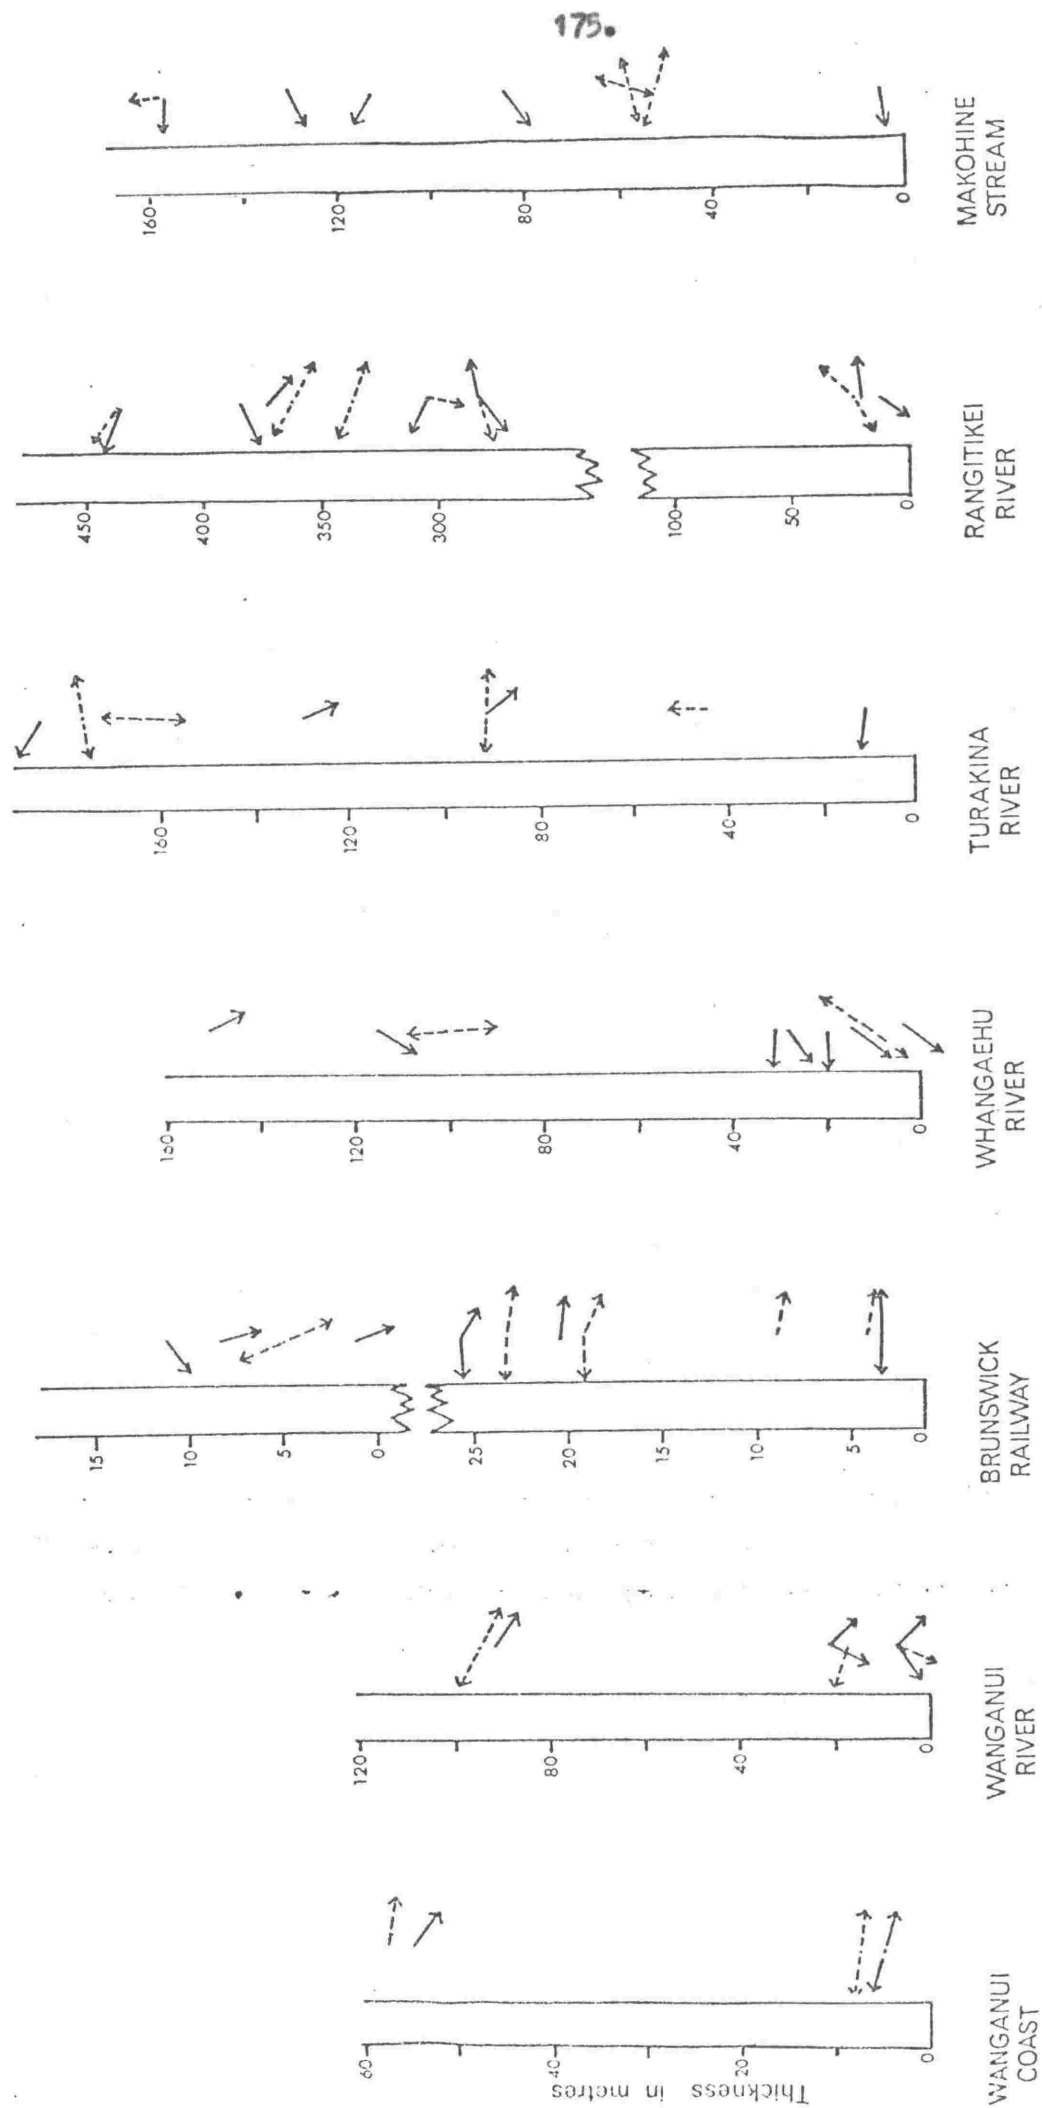 175.
Thickness in metres
60
40
20
0
WANGANUI
COAST
120
80
40
0
WANGANUI
RIVER
15
10
5
0
25
20
15
10
5
0
BRUNSWICK
RAILWAY
160
120
80
40
0
WHANGAEHU
RIVER
160
120
80
40
0
TURAKINA
RIVER
450
400
350
300
100
50
0
RANGITIKEI
RIVER
160
120
80
40
0
MAKOHINE
STREAM